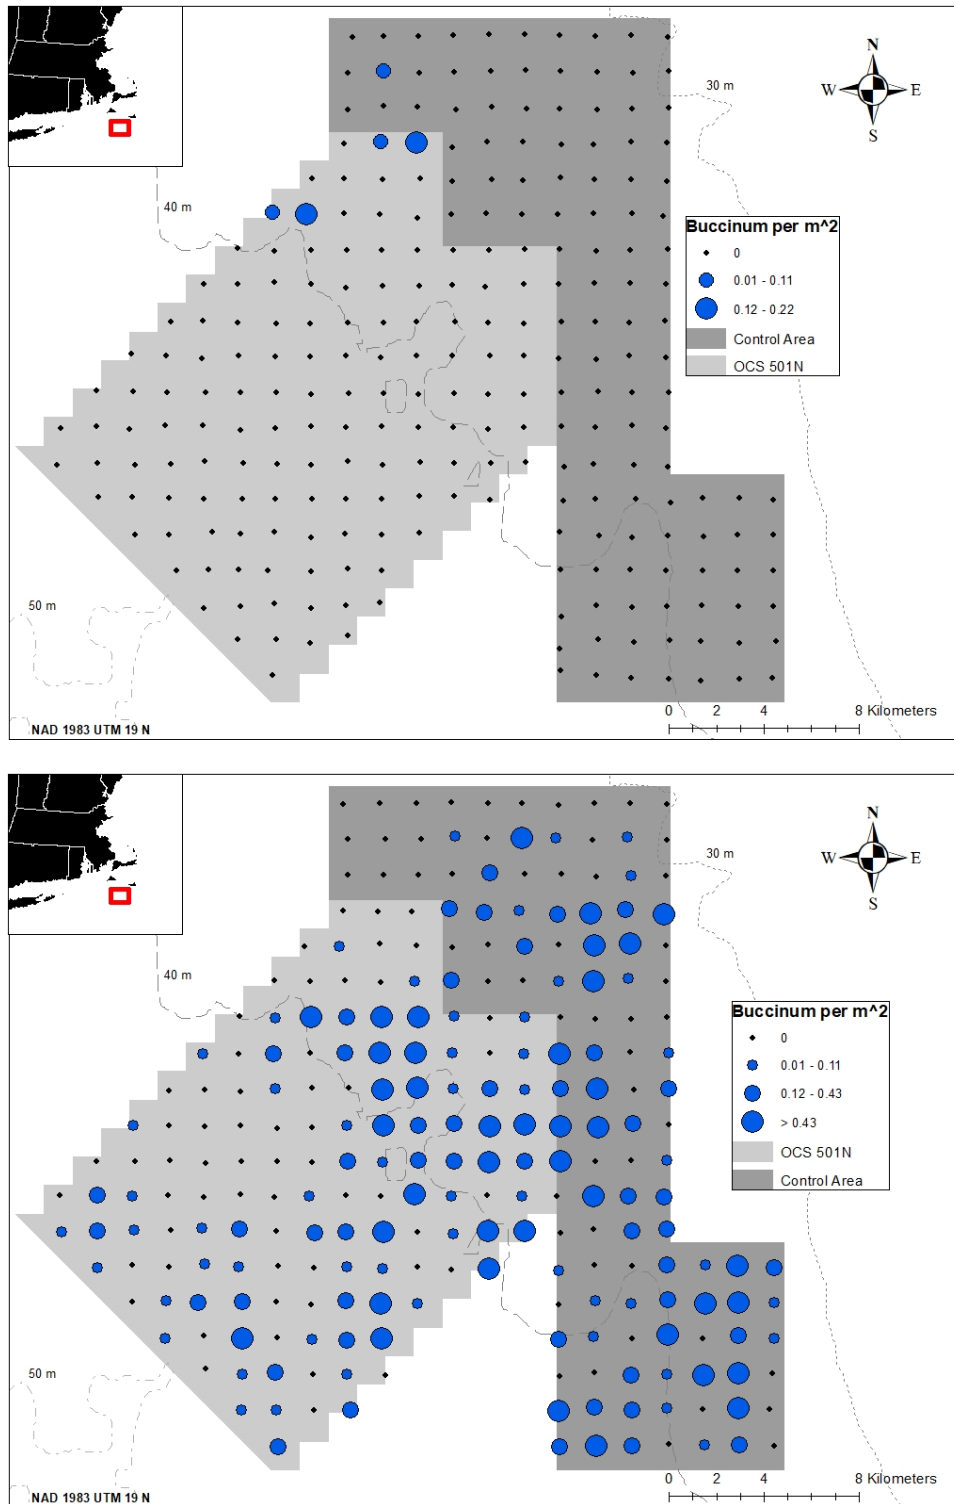 N
W E
S
30 m
40 m
Buccinum per m^2
0
0.01 - 0.11
0.12 - 0.22
Control Area
OCS 501N
50 m
0 2 4 8 Kilometers
NAD 1983 UTM 19 N
N
W E
S
30 m
40 m
Buccinum per m^2
0
0.01 - 0.11
0.12 - 0.43
> 0.43
OCS 501N
Control Area
50 m
0 2 4 8 Kilometers
NAD 1983 UTM 19 N